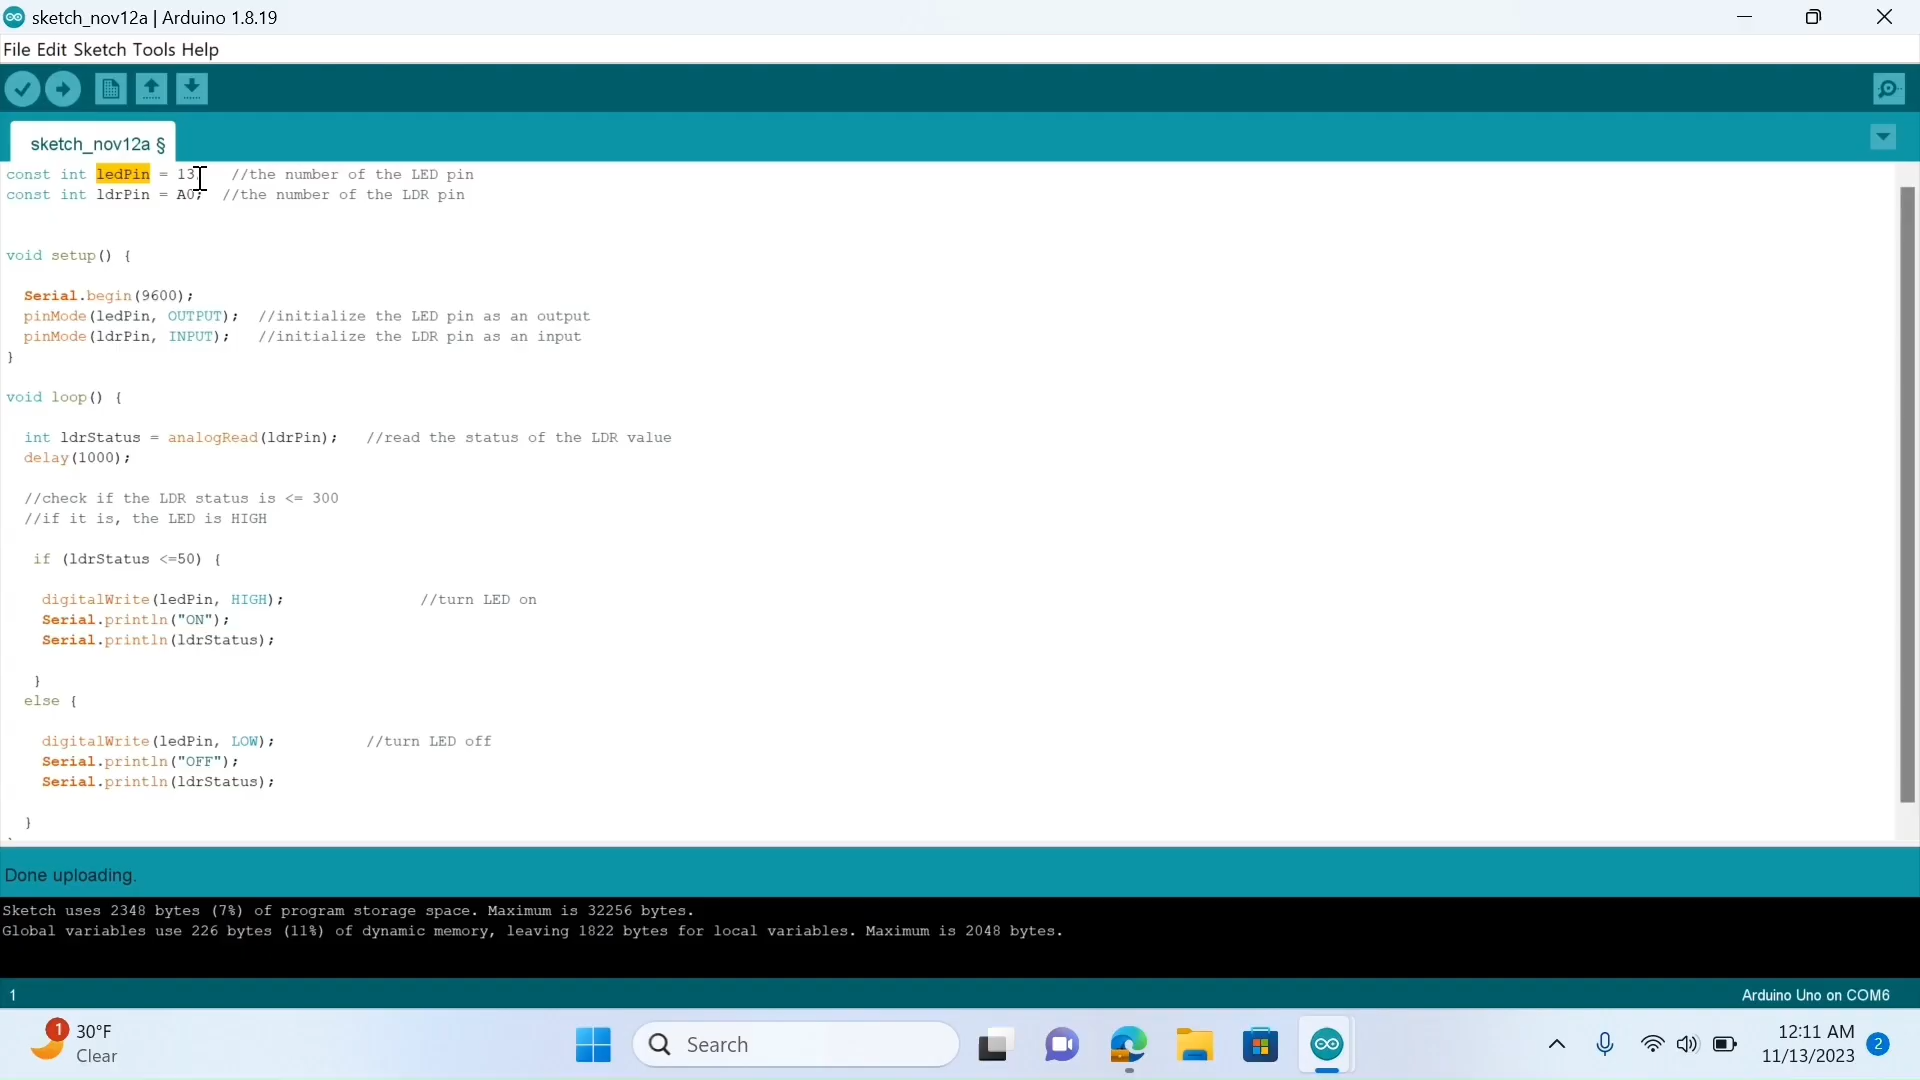 sketch_nov12a | Arduino 1.8.19
File Edit Sketch Tools Help
sketch_nov12a §
const int ledPin = 13; //the number of the LED pin
const int ldrPin = A0; //the number of the LDR pin
void setup() {
Serial.begin(9600);
pinMode(ledPin, OUTPUT); //initialize the LED pin as an output
pinMode(ldrPin, INPUT); //initialize the LDR pin as an input
}
void loop() {
int ldrStatus = analogRead(ldrPin); //read the status of the LDR value
delay(1000);
//check if the LDR status is <= 300
//if it is, the LED is HIGH
if (ldrStatus <=50) {
digitalWrite(ledPin, HIGH); //turn LED on
Serial.println("ON");
Serial.println(ldrStatus);
}
else {
digitalWrite(ledPin, LOW); //turn LED off
Serial.println("OFF");
Serial.println(ldrStatus);
}
Done uploading.
Sketch uses 2348 bytes (7%) of program storage space. Maximum is 32256 bytes.
Global variables use 226 bytes (11%) of dynamic memory, leaving 1822 bytes for local variables. Maximum is 2048 bytes.
1
Arduino Uno on COM6
1
30°F
Clear
Search
12:11 AM
11/13/2023
2